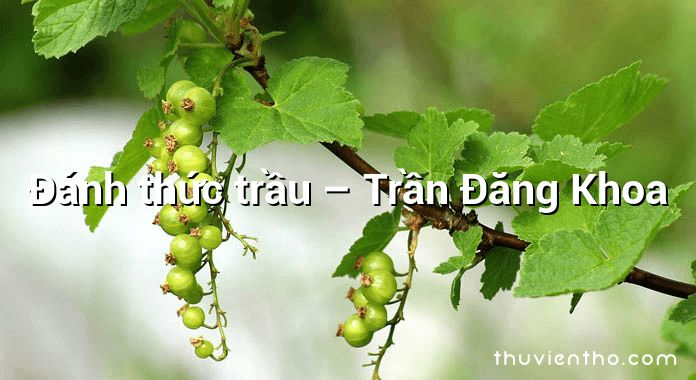 Đánh thức trầu – Trần Đăng Khoa
thuvientho.com